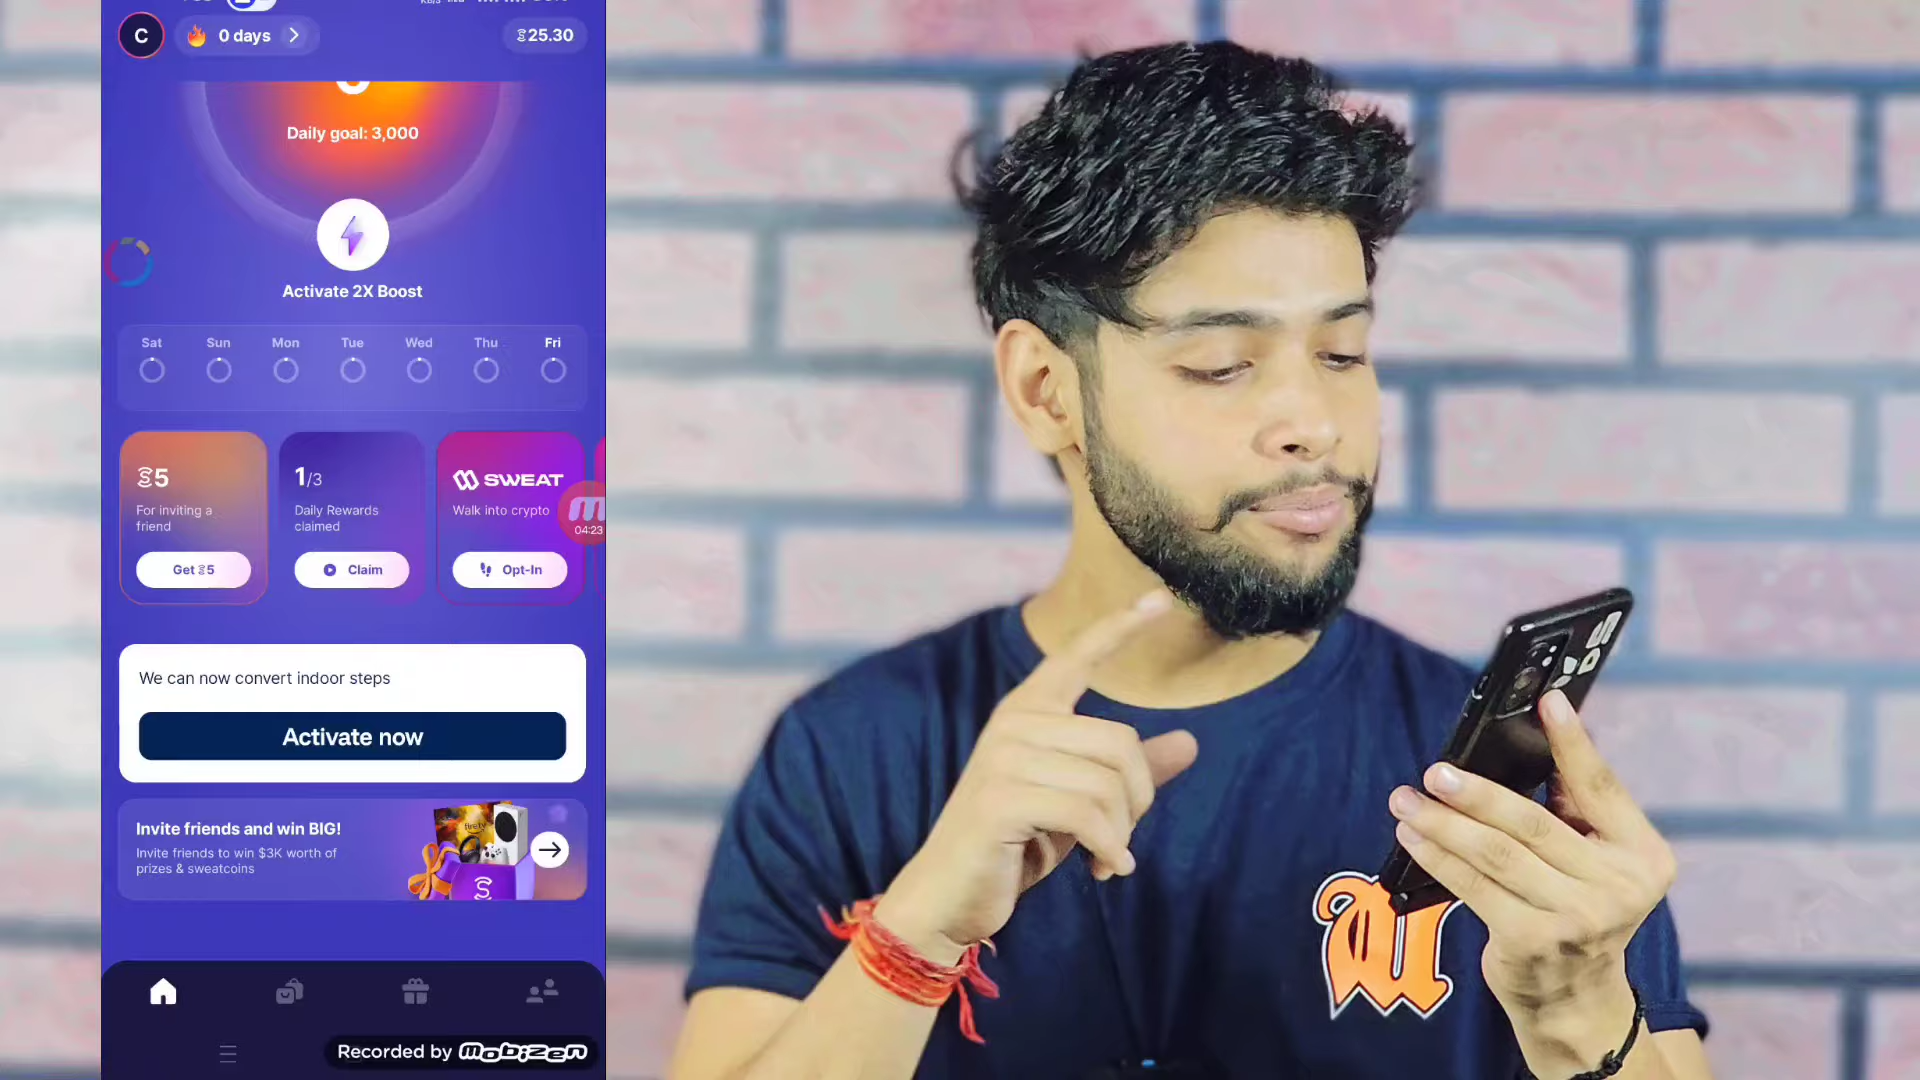 C
0 days
25.30
Daily goal: 3,000
Activate 2X Boost
Sat Sun Mon Tue Wed Thu Fri
5
For inviting a
friend
Get 5
1/3
Daily Rewards
claimed
Claim
SWEAT
Walk into crypto
Opt-In
04:23
We can now convert indoor steps
Activate now
Invite friends and win BIG!
Invite friends to win $3K worth of
prizes & sweatcoins
Recorded by mobizen